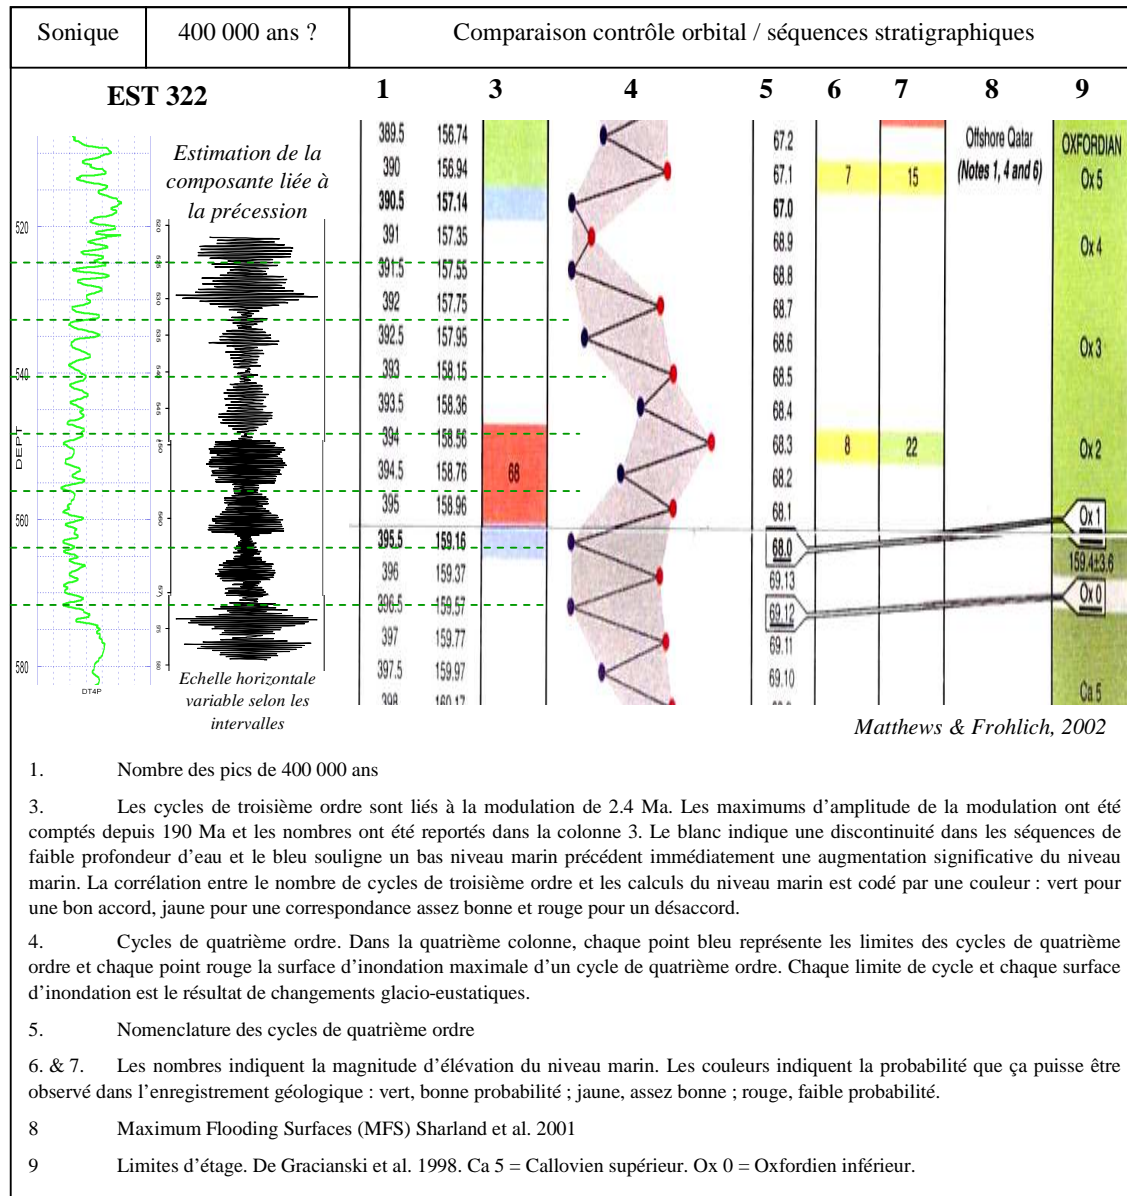 Sonique 400 000 ans ? Comparaison contrôle orbital / séquences stratigraphiques
EST 322 1 3 4 5 6 7 8 9
Estimation de la
composante liée à
la précession
DEPT
520
540
560
580
DT4P
Echelle horizontale
variable selon les
intervalles
389.5 156.74
390 156.94
390.5 157.14
391 157.35
391.5 157.55
392 157.75
392.5 157.95
393 158.15
393.5 158.36
394 158.56
394.5 158.76
395 158.96
395.5 159.16
396 159.37
396.5 159.57
397 159.77
397.5 159.97
398 160.17
68
67.2
67.1
67.0
68.9
68.8
68.7
68.6
68.5
68.4
68.3
68.2
68.1
68.0
69.13
69.12
69.11
69.10
7 15
8 22
Offshore Qatar
(Notes 1, 4 and 6)
OXFORDIAN
Ox 5
Ox 4
Ox 3
Ox 2
Ox 1
159.4±3.6
Ox 0
Ca 5
Matthews & Frohlich, 2002
1. Nombre des pics de 400 000 ans
3. Les cycles de troisième ordre sont liés à la modulation de 2.4 Ma. Les maximums d’amplitude de la modulation ont été
comptés depuis 190 Ma et les nombres ont été reportés dans la colonne 3. Le blanc indique une discontinuité dans les séquences de
faible profondeur d’eau et le bleu souligne un bas niveau marin précédent immédiatement une augmentation significative du niveau
marin. La corrélation entre le nombre de cycles de troisième ordre et les calculs du niveau marin est codé par une couleur : vert pour
une bon accord, jaune pour une correspondance assez bonne et rouge pour un désaccord.
4. Cycles de quatrième ordre. Dans la quatrième colonne, chaque point bleu représente les limites des cycles de quatrième
ordre et chaque point rouge la surface d’inondation maximale d’un cycle de quatrième ordre. Chaque limite de cycle et chaque surface
d’inondation est le résultat de changements glacio-eustatiques.
5. Nomenclature des cycles de quatrième ordre
6. & 7. Les nombres indiquent la magnitude d’élévation du niveau marin. Les couleurs indiquent la probabilité que ça puisse être
observé dans l’enregistrement géologique : vert, bonne probabilité ; jaune, assez bonne ; rouge, faible probabilité.
8 Maximum Flooding Surfaces (MFS) Sharland et al. 2001
9 Limites d’étage. De Gracianski et al. 1998. Ca 5 = Callovien supérieur. Ox 0 = Oxfordien inférieur.